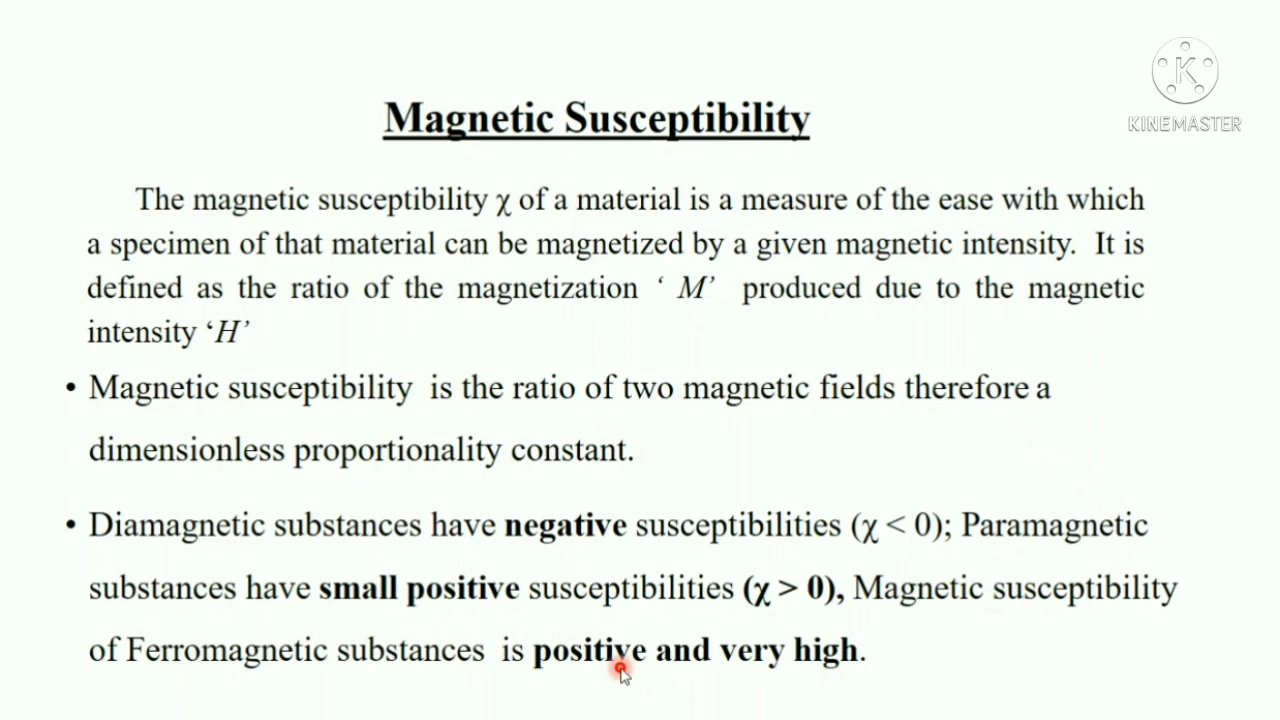 Magnetic Susceptibility
K
KINEMASTER
The magnetic susceptibility χ of a material is a measure of the ease with which
a specimen of that material can be magnetized by a given magnetic intensity. It is
defined as the ratio of the magnetization ‘ M’ produced due to the magnetic
intensity ‘H’
• Magnetic susceptibility is the ratio of two magnetic fields therefore a
dimensionless proportionality constant.
• Diamagnetic substances have negative susceptibilities (χ < 0); Paramagnetic
substances have small positive susceptibilities (χ > 0), Magnetic susceptibility
of Ferromagnetic substances is positive and very high.